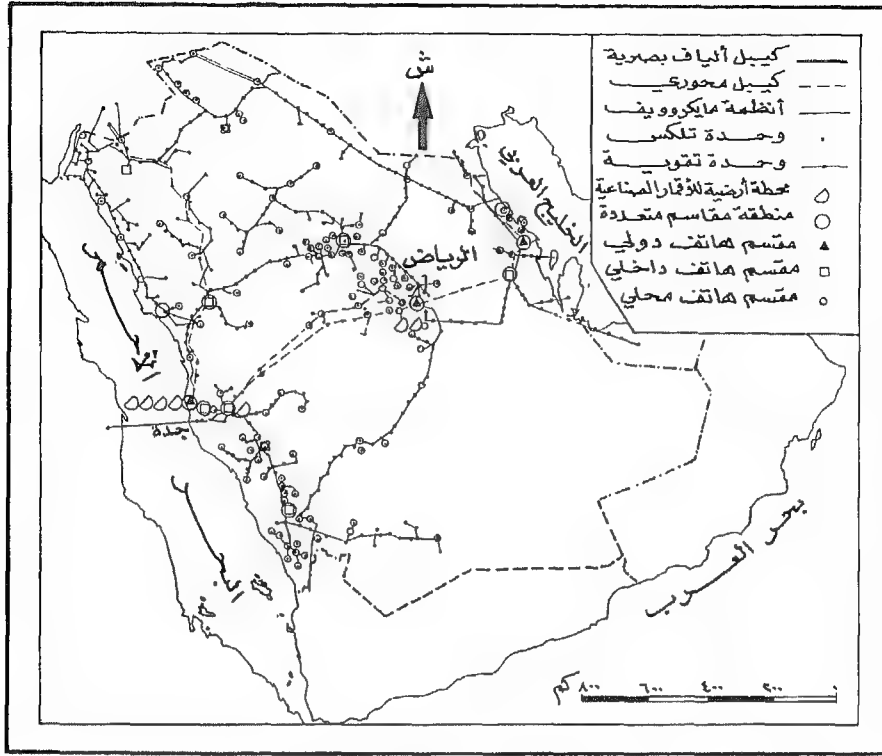 ش
كيبل ألياف بصرية
كيبل محوري
أنظمة مايكروويف
وحدة تلكس
وحدة تقوية
محطة أرضية للأقمار الصناعية
منطقة مقاسم متعددة
مقسم هاتف دولي
مقسم هاتف داخلي
مقسم هاتف محلي
الخليج العربي
الرياض
جدة
بحر العرب
٨٠٠ ٦٠٠ ٤٠٠ ٢٠٠ ٠
كم